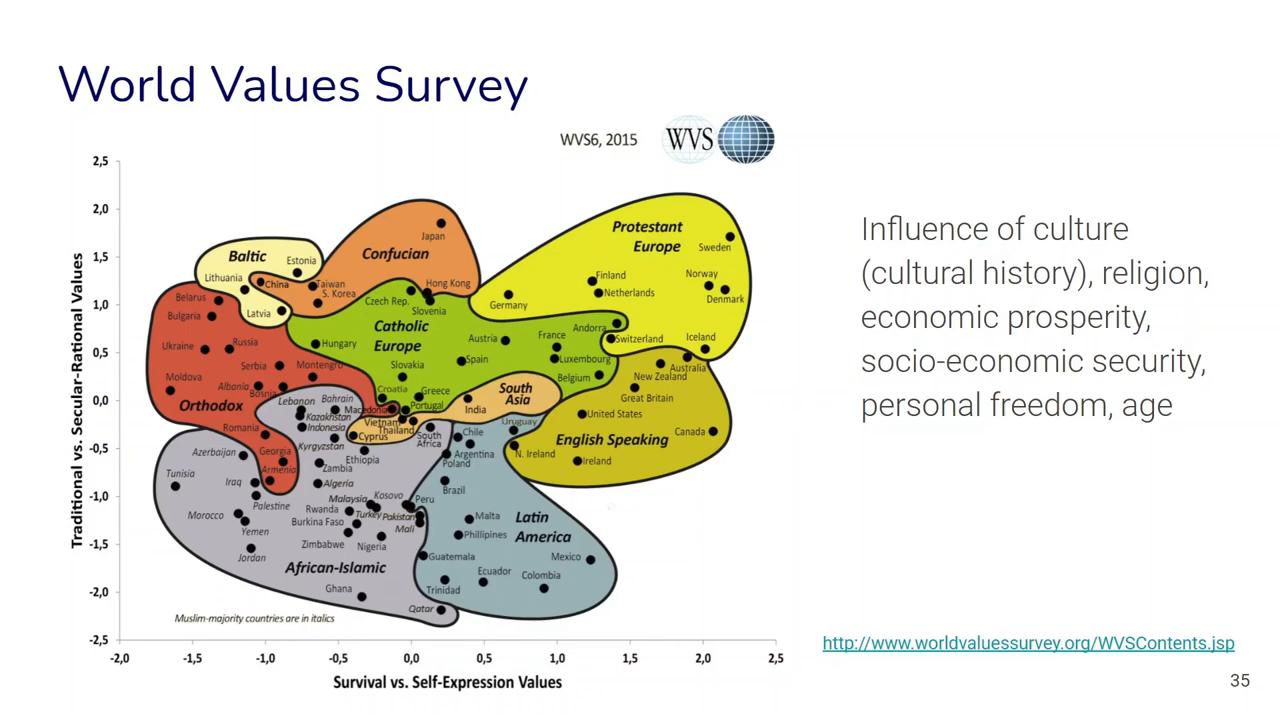 World Values Survey
WVS6, 2015
WVS
Traditional vs. Secular-Rational Values
2,5
2,0
1,5
1,0
0,5
0,0
-0,5
-1,0
-1,5
-2,0
-2,5
-2,0
-1,5
-1,0
-0,5
0,0
0,5
1,0
1,5
2,0
2,5
Survival vs. Self-Expression Values
Baltic
Estonia
Lithuania
China
Latvia
Confucian
Japan
Taiwan
S. Korea
Hong Kong
Protestant
Europe
Sweden
Norway
Denmark
Finland
Netherlands
Germany
Switzerland
Iceland
Catholic
Europe
Czech Rep.
Slovenia
Hungary
Austria
France
Andorra
Spain
Luxembourg
Belgium
Slovakia
Croatia
Greece
Portugal
Orthodox
Belarus
Bulgaria
Ukraine
Russia
Serbia
Montengro
Moldova
Albania
Bosnia
Macedonia
Romania
Georgia
Armenia
South
Asia
India
Vietnam
Thailand
Cyprus
South
Africa
English Speaking
Australia
New Zealand
Great Britain
United States
Canada
N. Ireland
Ireland
Latin
America
Uruguay
Chile
Argentina
Poland
Brazil
Peru
Malta
Phillipines
Guatemala
Mexico
Ecuador
Colombia
Trinidad
African-Islamic
Lebanon
Bahrain
Kazakhstan
Indonesia
Kyrgyzstan
Ethiopia
Zambia
Algeria
Azerbaijan
Tunisia
Iraq
Palestine
Morocco
Yemen
Jordan
Malaysia
Kosovo
Rwanda
Turkey
Pakistan
Burkina Faso
Mali
Zimbabwe
Nigeria
Ghana
Qatar
Muslim-majority countries are in italics
Influence of culture
(cultural history), religion,
economic prosperity,
socio-economic security,
personal freedom, age
http://www.worldvaluessurvey.org/WVSContents.jsp
35